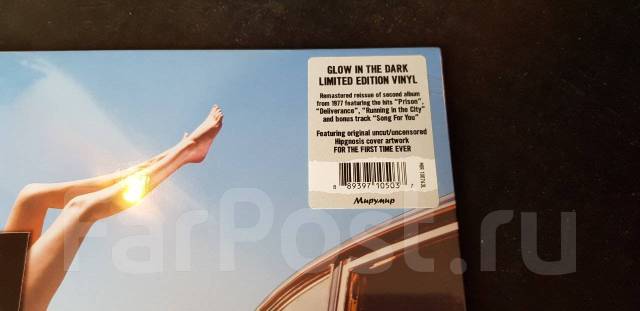 GLOW IN THE DARK
LIMITED EDITION VINYL
Remastered reissue of second album
from 1977 featuring the hits "Prison",
"Deliverance", "Running in the City"
and bonus track "Song For You"
Featuring original uncut/uncensored
Hipgnosis cover artwork
FOR THE FIRST TIME EVER
8 89397 10503 7
Мирумир
FarPost.ru